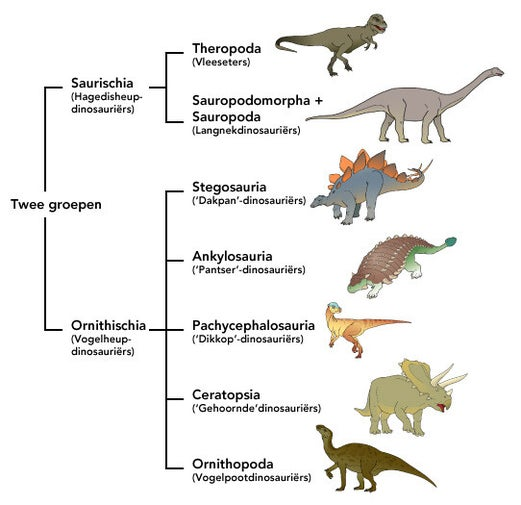 Theropoda
(Vleeseters)
Saurischia
(Hagedisheup-
dinosauriërs)
Sauropodomorpha +
Sauropoda
(Langnekdinosauriërs)
Twee groepen
Stegosauria
('Dakpan'-dinosauriërs)
Ankylosauria
('Pantser'-dinosauriërs)
Ornithischia
(Vogelheup-
dinosauriërs)
Pachycephalosauria
('Dikkop'-dinosauriërs)
Ceratopsia
('Gehoornde'dinosauriërs)
Ornithopoda
(Vogelpootdinosauriërs)